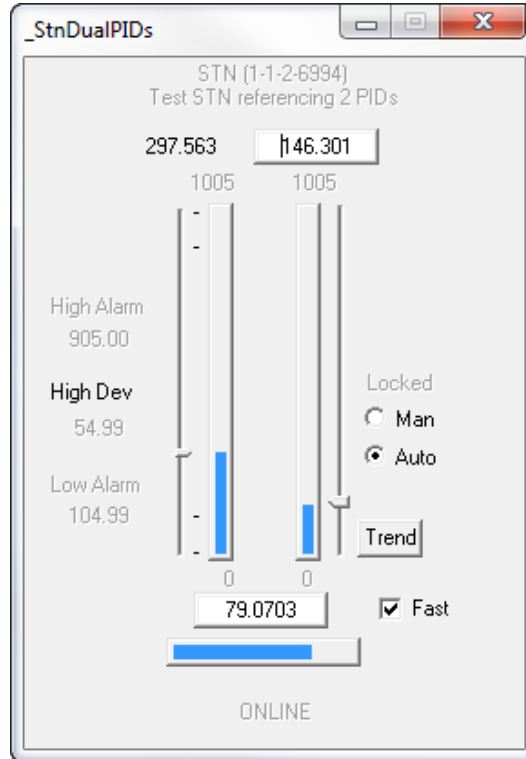 _StnDualPIDs
STN (1-1-2-6994)
Test STN referencing 2 PIDs
297.563 146.301
1005 1005
High Alarm
905.00
High Dev
54.99
Low Alarm
104.99
Locked
Man
Auto
Trend
0 0
79.0703
Fast
ONLINE